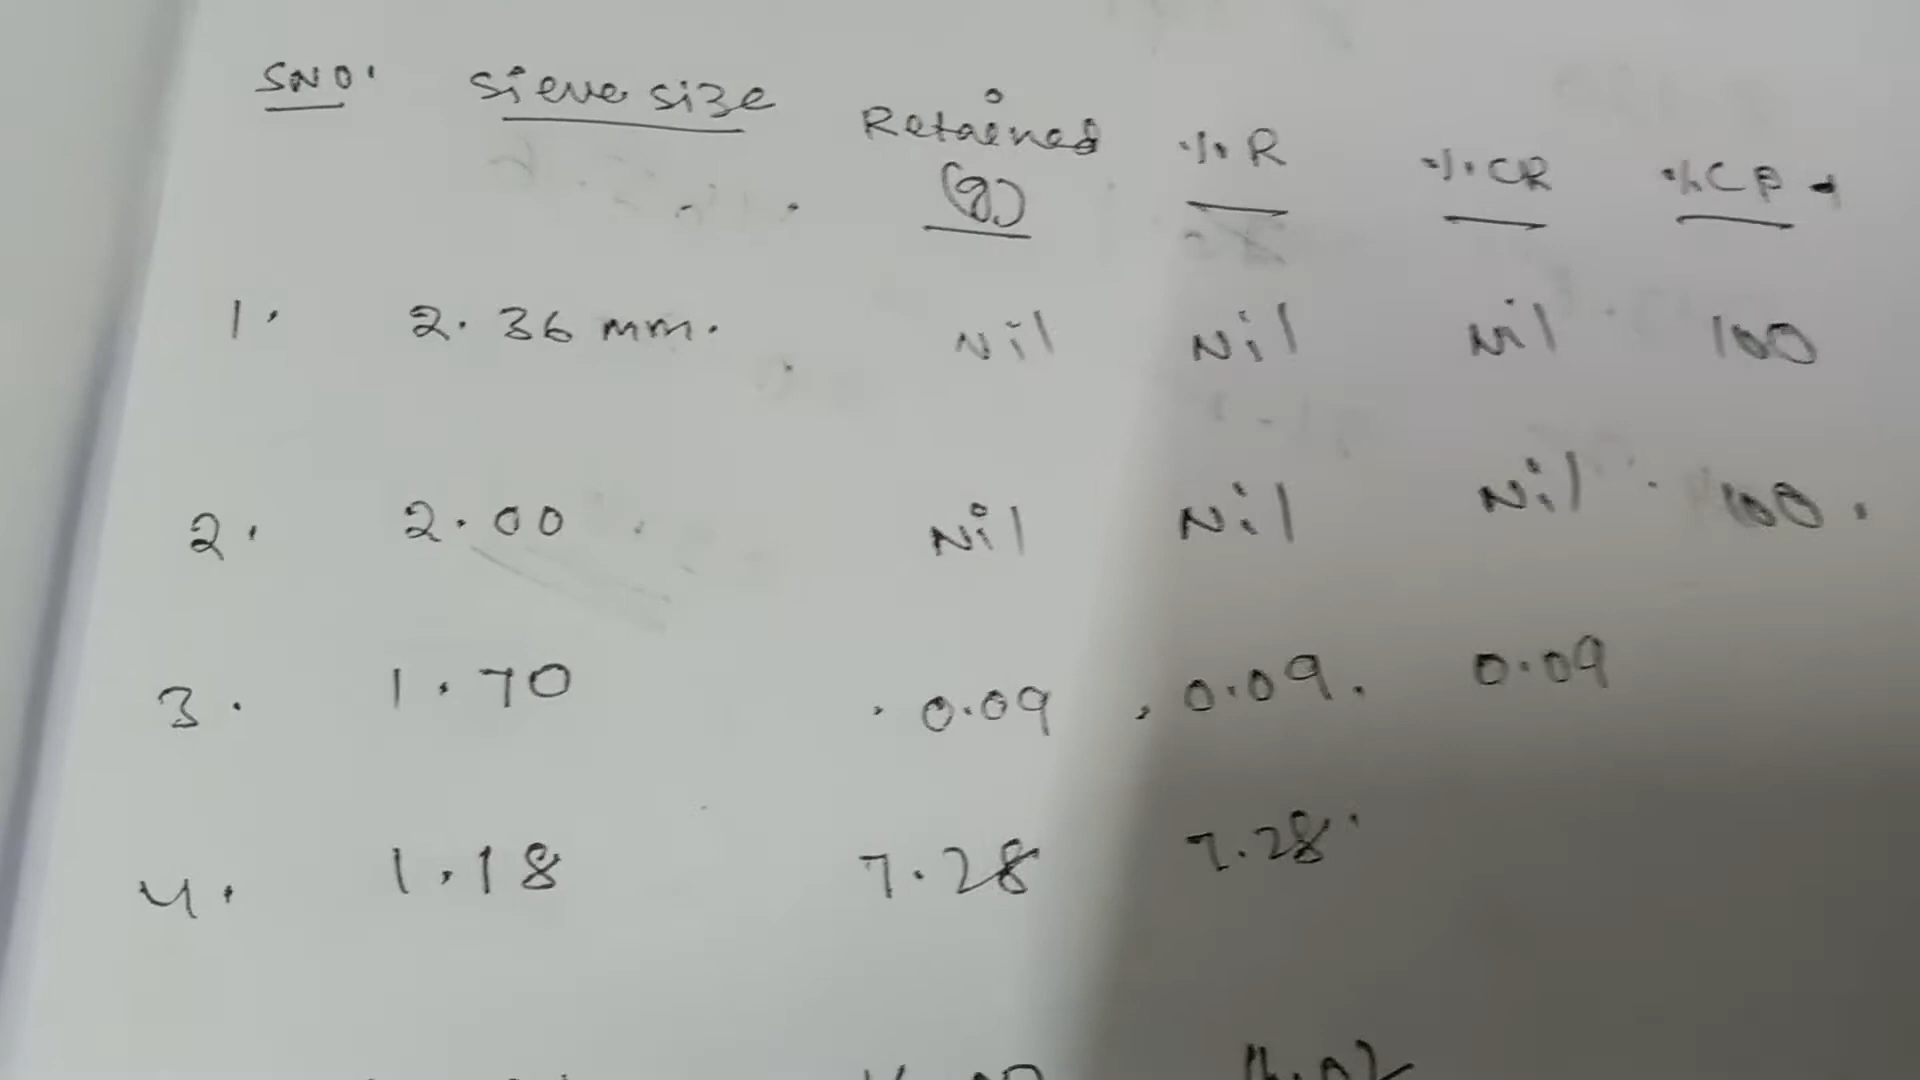 SNO. Sieve size Retained (g) %R %CR %CP
1. 2.36 mm. Nil Nil Nil 100
2. 2.00 Nil Nil Nil 100.
3. 1.70 0.09 0.09. 0.09
4. 1.18 7.28 7.28